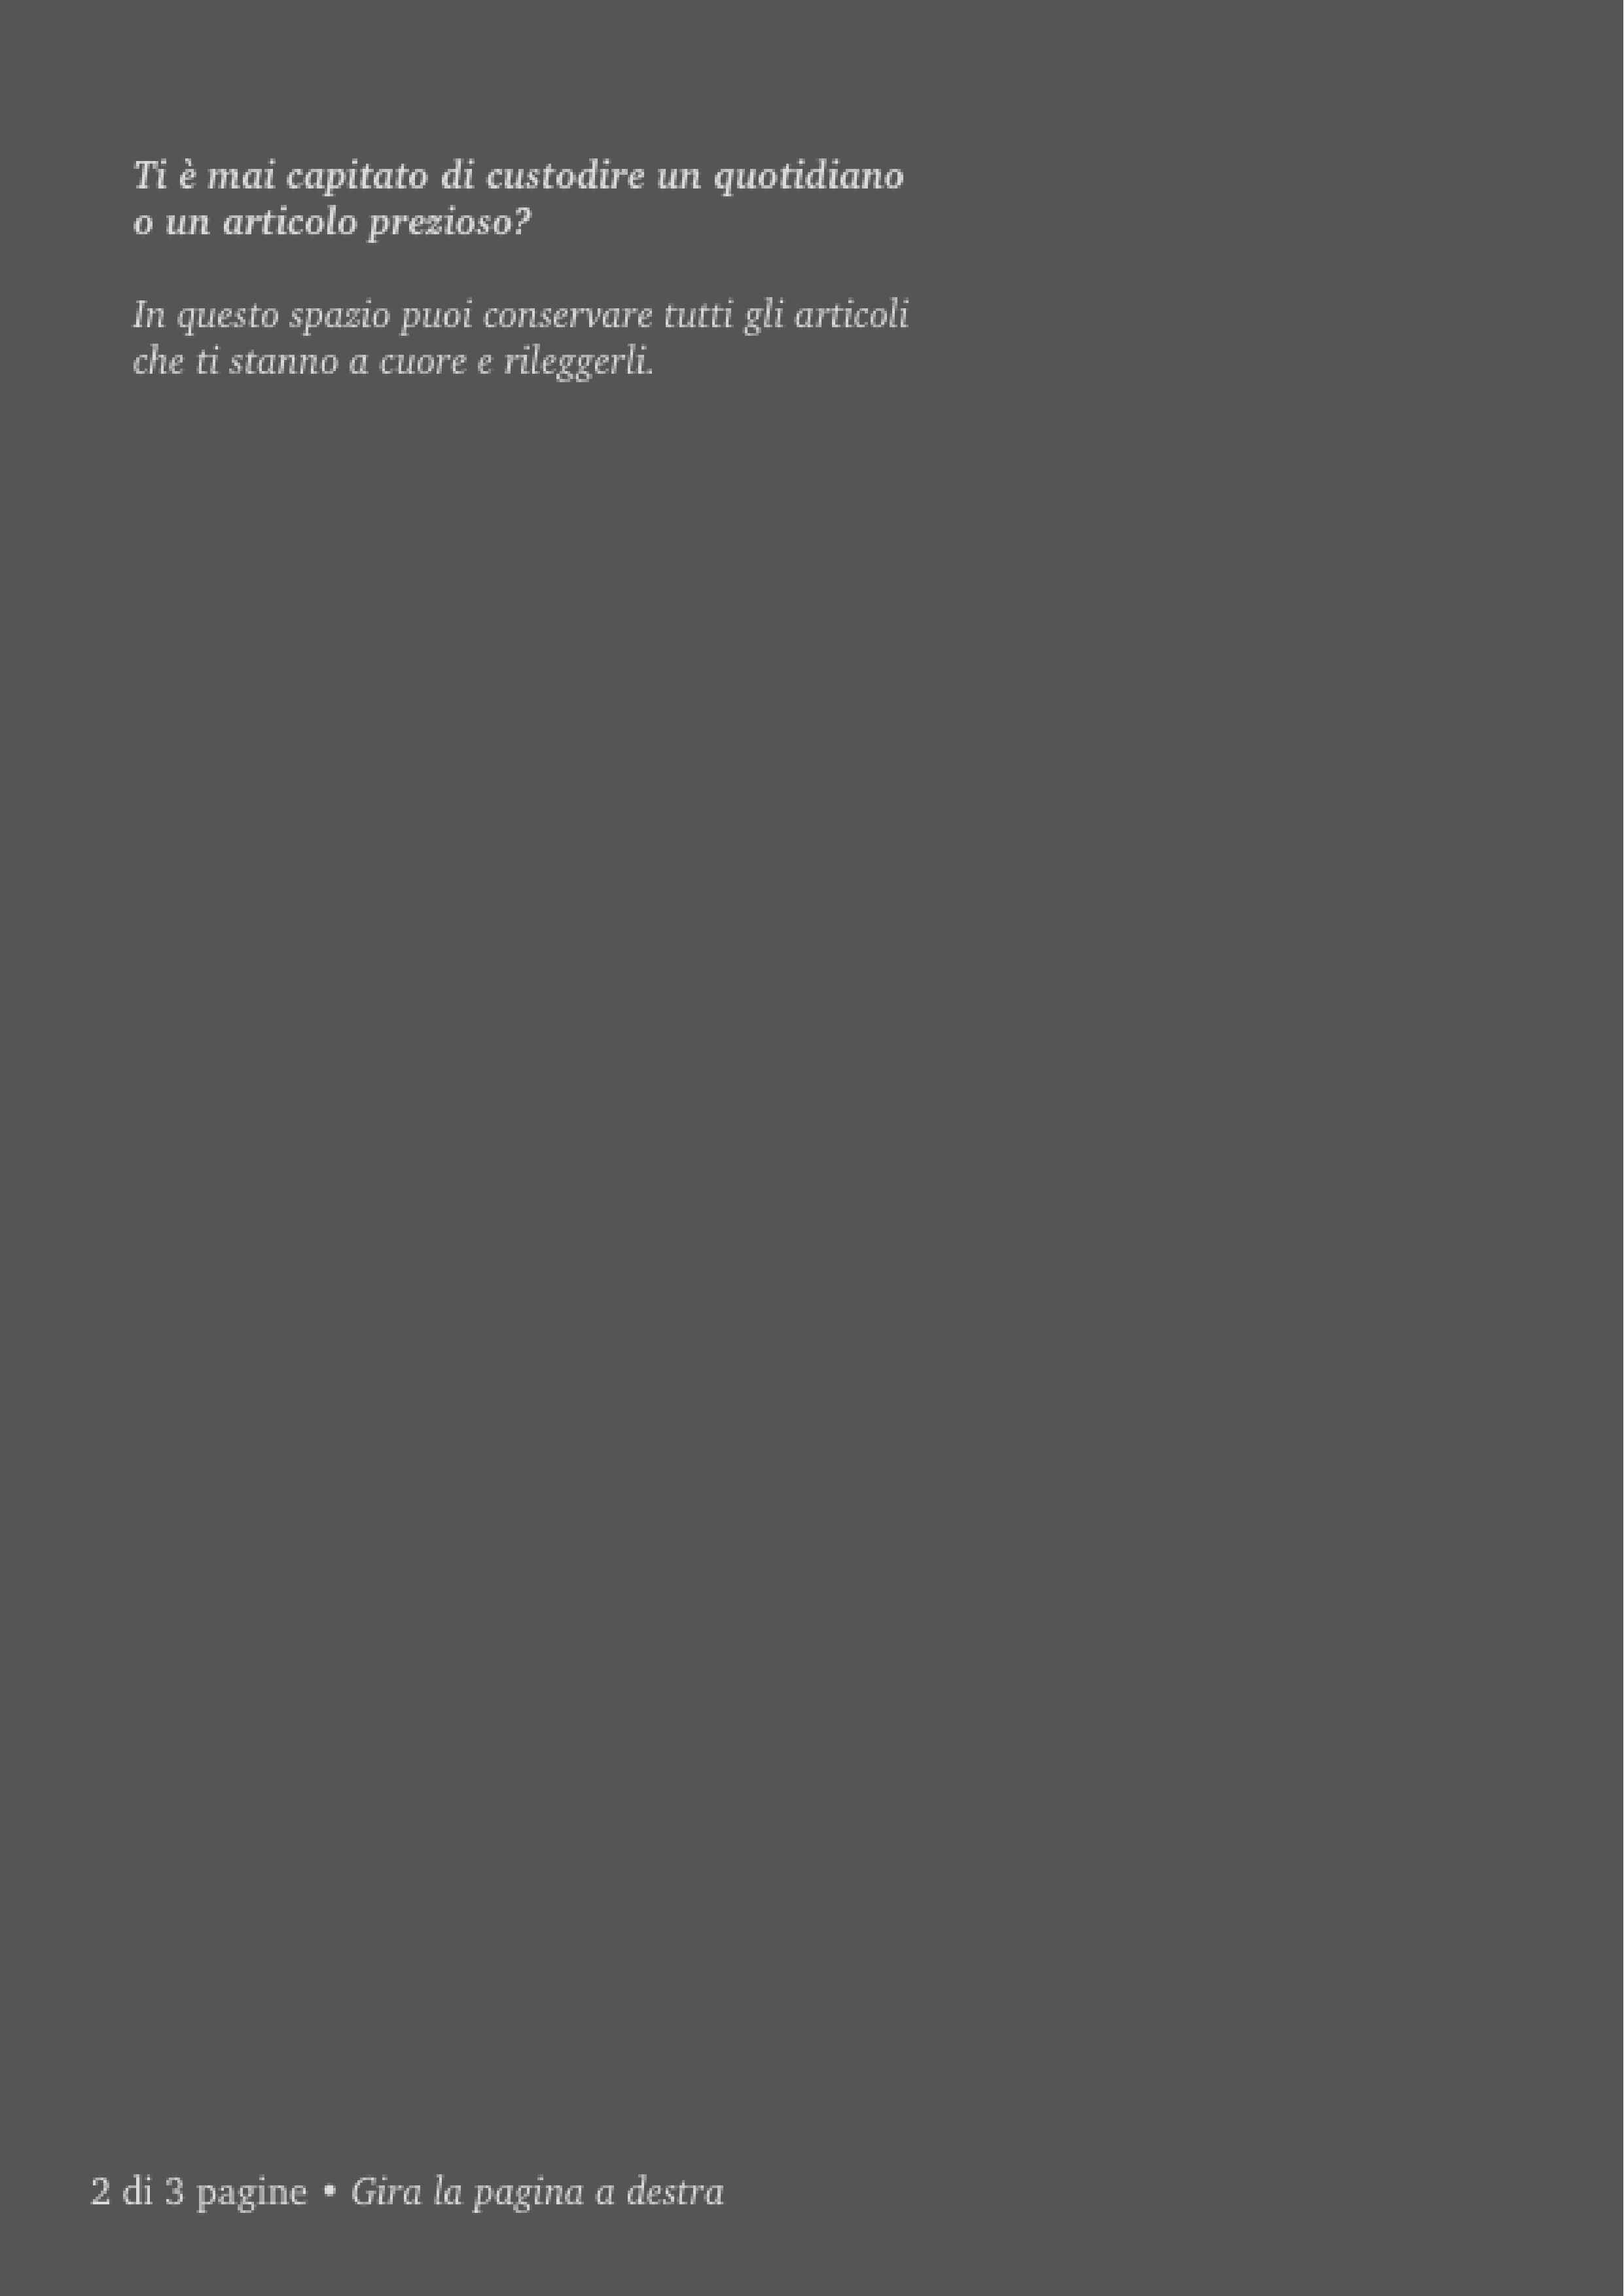 Ti è mai capitato di custodire un quotidiano
o un articolo prezioso?
In questo spazio puoi conservare tutti gli articoli
che ti stanno a cuore e rileggerli.
2 di 3 pagine • Gira la pagina a destra